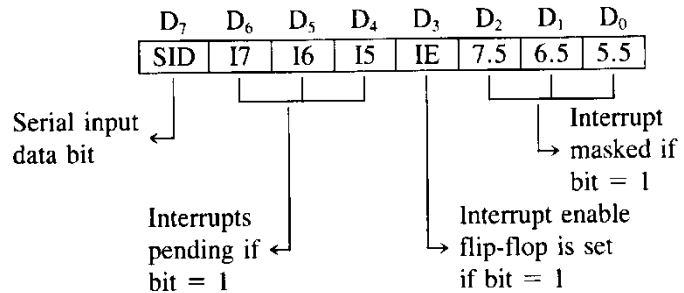 D₇ D₆ D₅ D₄ D₃ D₂ D₁ D₀
SID I7 I6 I5 IE 7.5 6.5 5.5
Serial input
data bit
Interrupt
masked if
bit = 1
Interrupts
pending if
bit = 1
Interrupt enable
flip-flop is set
if bit = 1